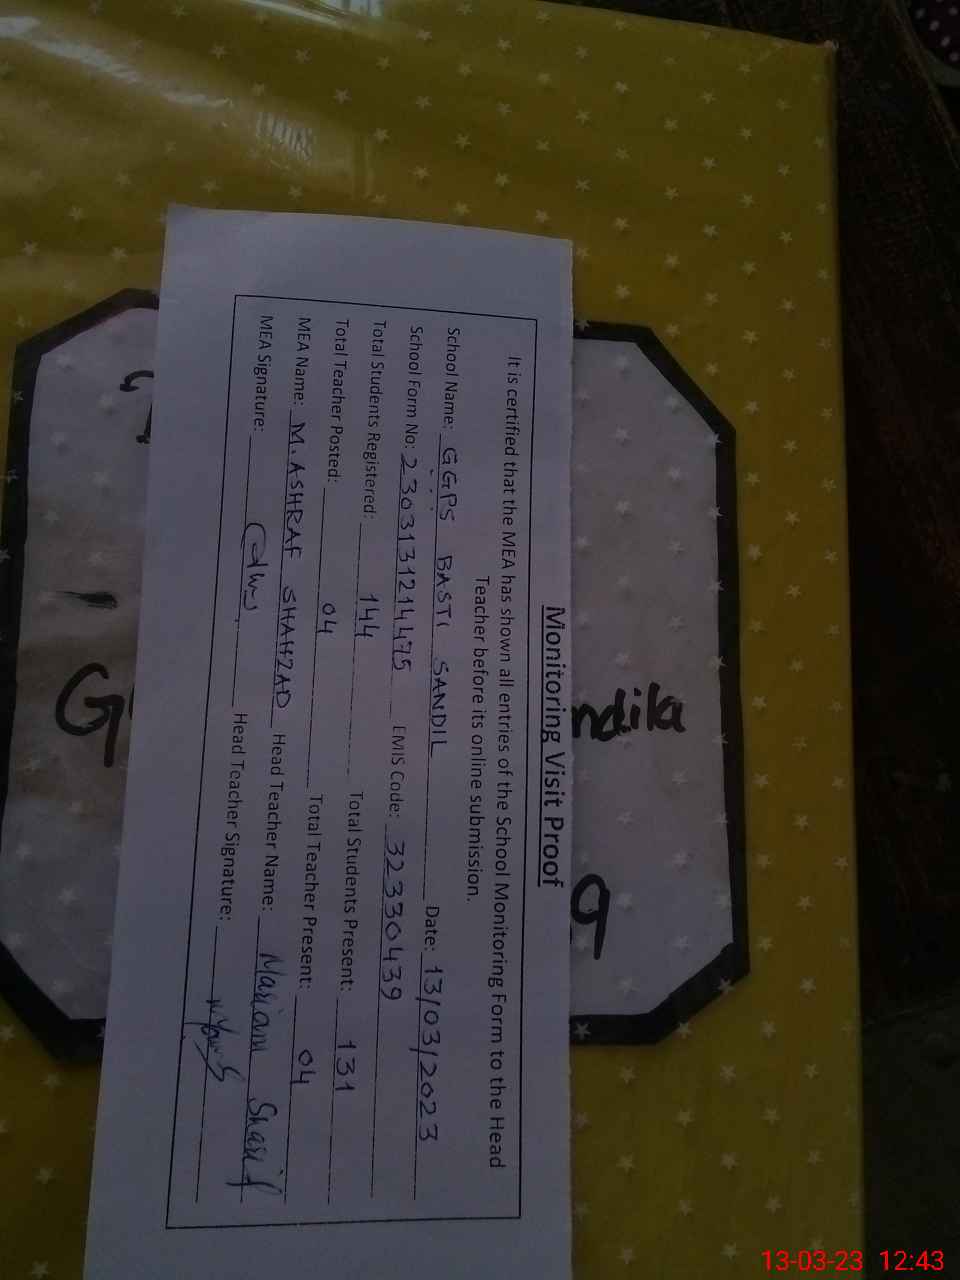 Monitoring Visit Proof
It is certified that the MEA has shown all entries of the School Monitoring Form to the Head
Teacher before its online submission.
School Name: GGPS BASTI SANDIL Date: 13/03/2023
School Form No: 230313121447 5 EMIS Code: 32330439
Total Students Registered: 144 Total Students Present: 131
Total Teacher Posted: 04 Total Teacher Present: 04
MEA Name: M. ASHRAF SHAHZAD Head Teacher Name: Mariam Sharif
MEA Signature: Head Teacher Signature:
ndila
G
9
13-03-23 12:43